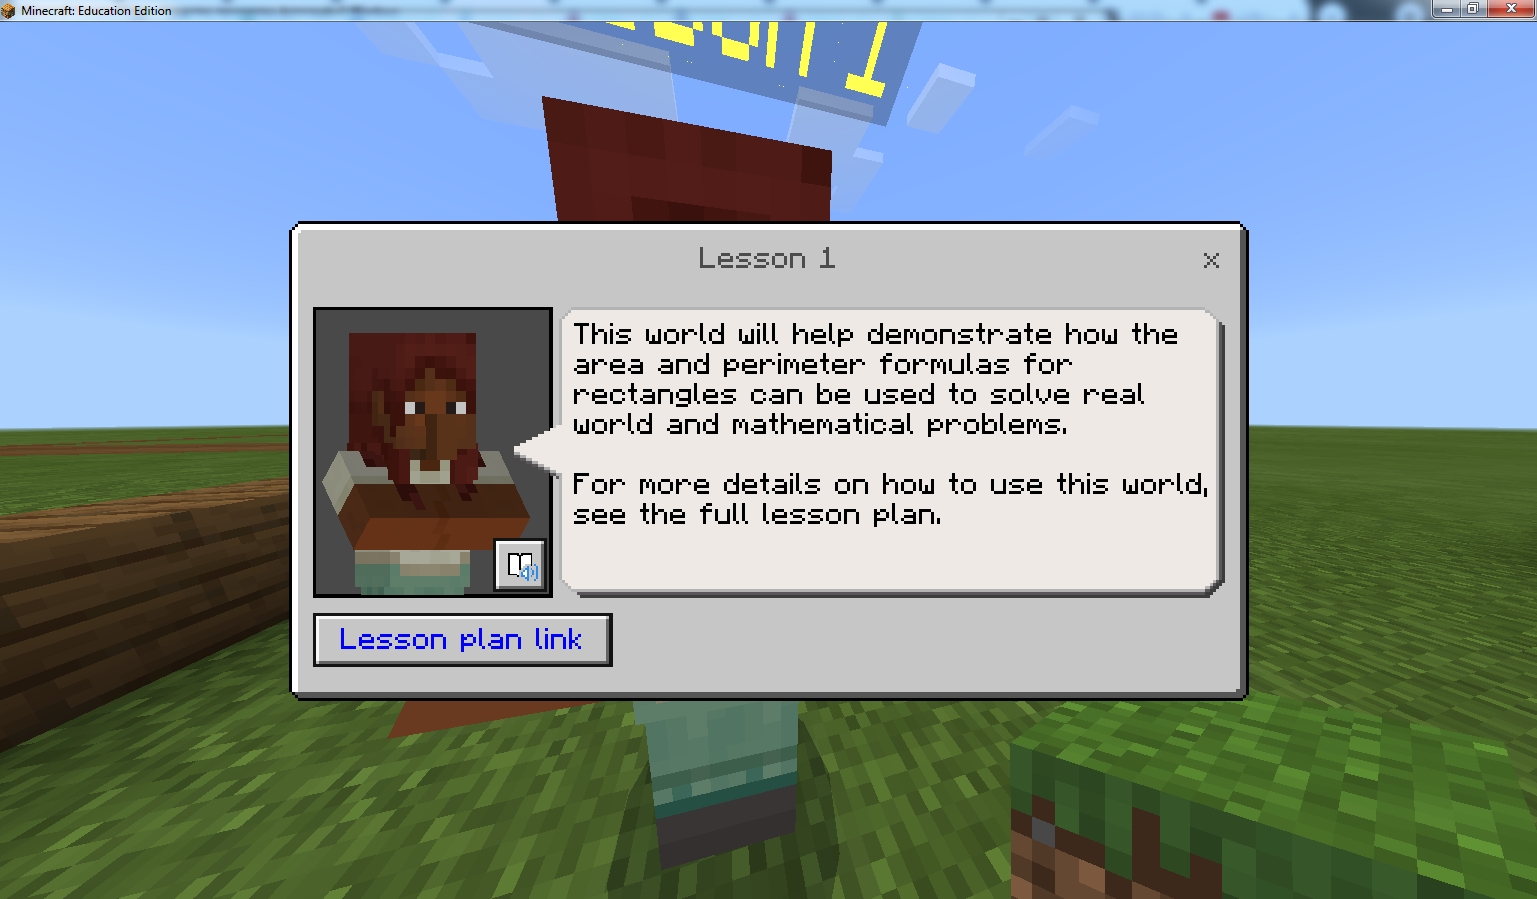 Minecraft: Education Edition
Lesson 1
This world will help demonstrate how the
area and perimeter formulas for
rectangles can be used to solve real
world and mathematical problems.
For more details on how to use this world,
see the full lesson plan.
Lesson plan link